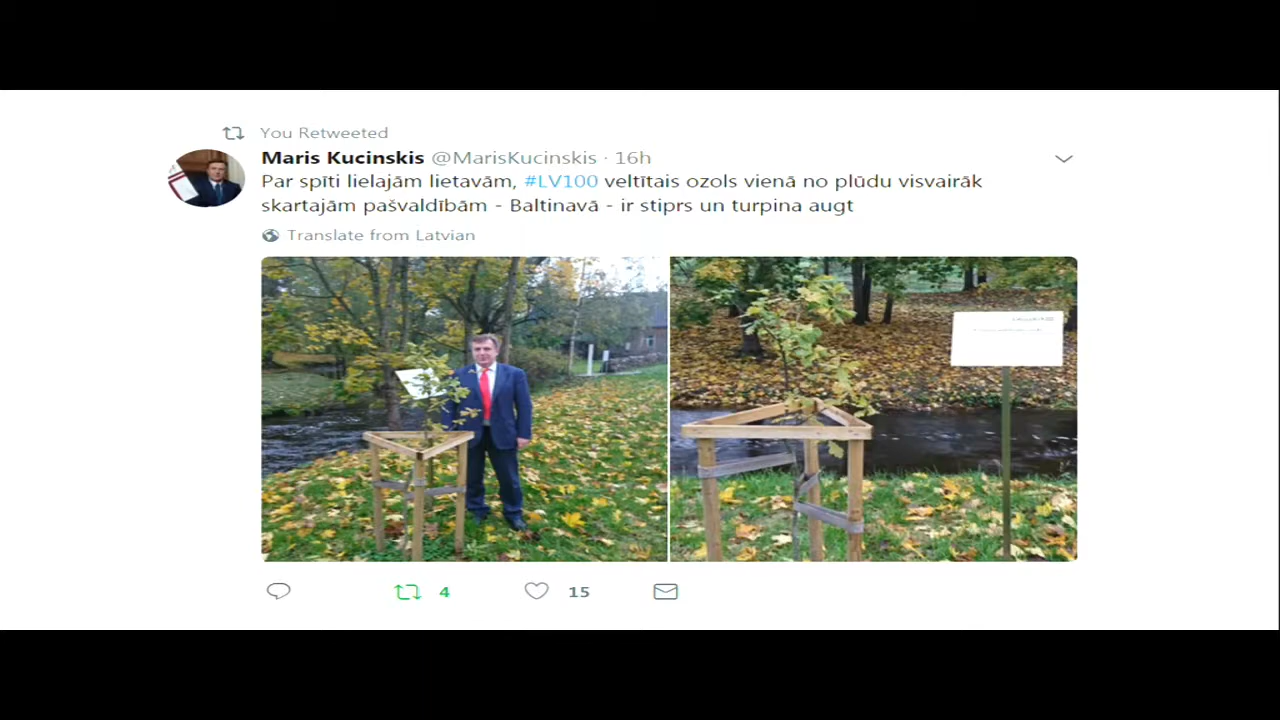 You Retweeted
Maris Kucinskis @MarisKucinskis · 16h
Par spīti lielajām lietavām, #LV100 veltītais ozols vienā no plūdu visvairāk
skartajām pašvaldībām - Baltinavā - ir stiprs un turpina augt
Translate from Latvian
4 15